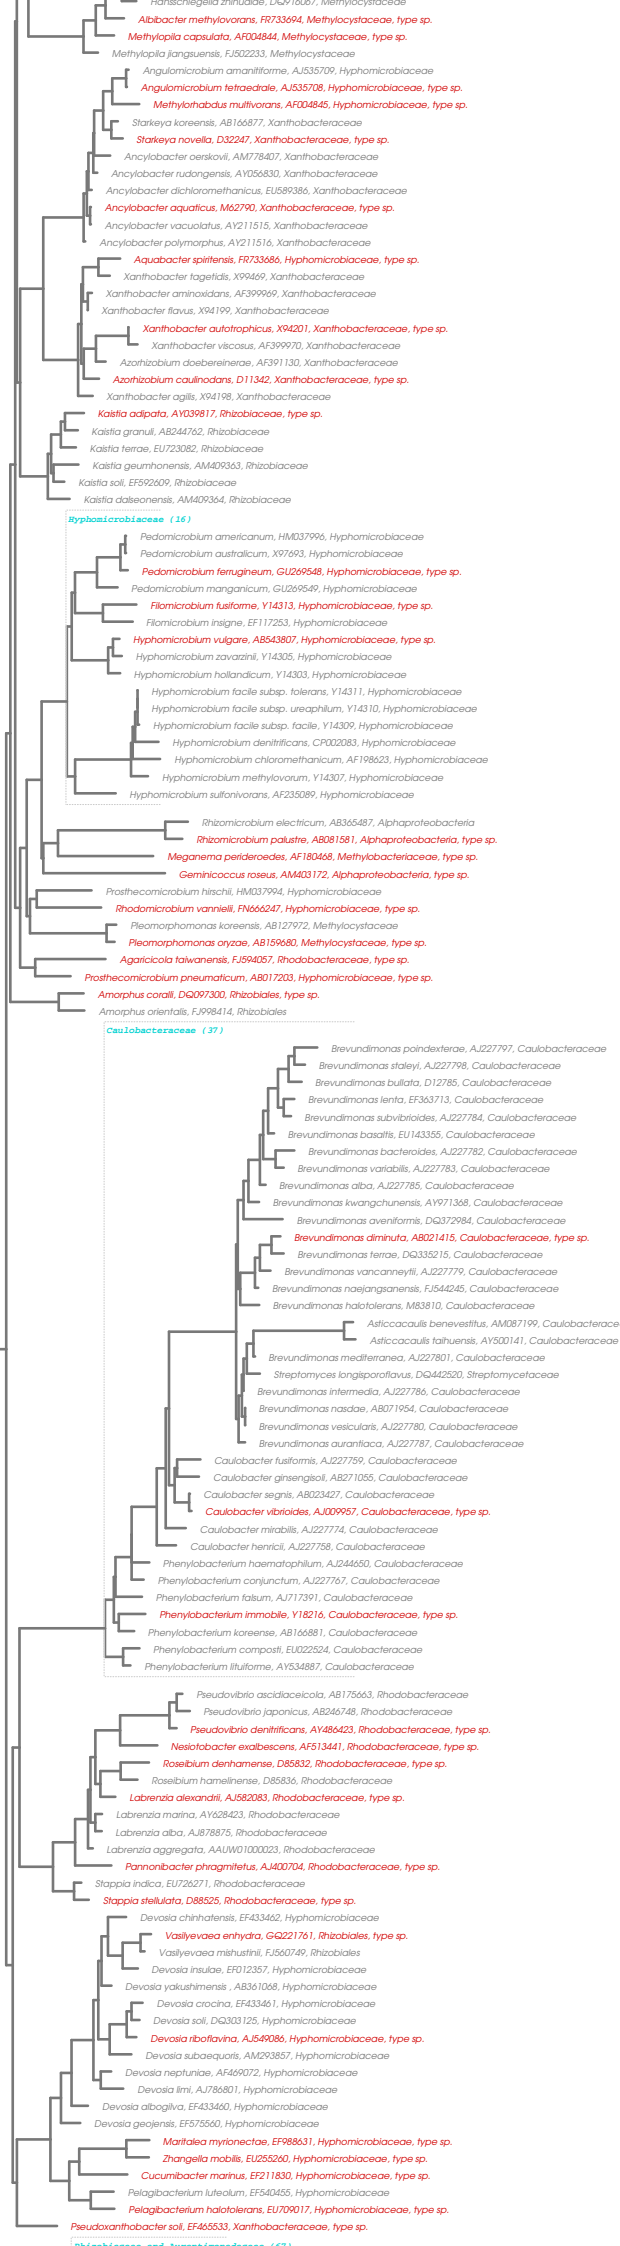 Hansschlegelia zhihuaiae, DQ916067, Methylocystaceae
Albibacter methylovorans, FR733694, Methylocystaceae, type sp.
Methylopila capsulata, AF004844, Methylocystaceae, type sp.
Methylopila jiangsuensis, FJ502233, Methylocystaceae
Angulomicrobium amanitiforme, AJ535709, Hyphomicrobiaceae
Angulomicrobium tetraedrale, AJ535708, Hyphomicrobiaceae, type sp.
Methylorhabdus multivorans, AF004845, Hyphomicrobiaceae, type sp.
Starkeya koreensis, AB166877, Xanthobacteraceae
Starkeya novella, D32247, Xanthobacteraceae, type sp.
Ancylobacter oerskovii, AM778407, Xanthobacteraceae
Ancylobacter rudongensis, AY056830, Xanthobacteraceae
Ancylobacter dichloromethanicus, EU589386, Xanthobacteraceae
Ancylobacter aquaticus, M62790, Xanthobacteraceae, type sp.
Ancylobacter vacuolatus, AY211515, Xanthobacteraceae
Ancylobacter polymorphus, AY211516, Xanthobacteraceae
Aquabacter spiritensis, FR733686, Hyphomicrobiaceae, type sp.
Xanthobacter tagetidis, X99469, Xanthobacteraceae
Xanthobacter aminoxidans, AF399969, Xanthobacteraceae
Xanthobacter flavus, X94199, Xanthobacteraceae
Xanthobacter autotrophicus, X94201, Xanthobacteraceae, type sp.
Xanthobacter viscosus, AF399970, Xanthobacteraceae
Azorhizobium doebereinerae, AF391130, Xanthobacteraceae
Azorhizobium caulinodans, D11342, Xanthobacteraceae, type sp.
Xanthobacter agilis, X94198, Xanthobacteraceae
Kaistia adipata, AY039817, Rhizobiaceae, type sp.
Kaistia granuli, AB244762, Rhizobiaceae
Kaistia terrae, EU723082, Rhizobiaceae
Kaistia geumhonensis, AM409363, Rhizobiaceae
Kaistia soli, EF592609, Rhizobiaceae
Kaistia dalseonensis, AM409364, Rhizobiaceae
Hyphomicrobiaceae (16)
Pedomicrobium americanum, HM037996, Hyphomicrobiaceae
Pedomicrobium australicum, X97693, Hyphomicrobiaceae
Pedomicrobium ferrugineum, GU269548, Hyphomicrobiaceae, type sp.
Pedomicrobium manganicum, GU269549, Hyphomicrobiaceae
Filomicrobium fusiforme, Y14313, Hyphomicrobiaceae, type sp.
Filomicrobium insigne, EF117253, Hyphomicrobiaceae
Hyphomicrobium vulgare, AB543807, Hyphomicrobiaceae, type sp.
Hyphomicrobium zavarzinii, Y14305, Hyphomicrobiaceae
Hyphomicrobium hollandicum, Y14303, Hyphomicrobiaceae
Hyphomicrobium facile subsp. tolerans, Y14311, Hyphomicrobiaceae
Hyphomicrobium facile subsp. ureaphilum, Y14310, Hyphomicrobiaceae
Hyphomicrobium facile subsp. facile, Y14309, Hyphomicrobiaceae
Hyphomicrobium denitrificans, CP002083, Hyphomicrobiaceae
Hyphomicrobium chloromethanicum, AF198623, Hyphomicrobiaceae
Hyphomicrobium methylovorum, Y14307, Hyphomicrobiaceae
Hyphomicrobium sulfonivorans, AF235089, Hyphomicrobiaceae
Rhizomicrobium electricum, AB365487, Alphaproteobacteria
Rhizomicrobium palustre, AB081581, Alphaproteobacteria, type sp.
Meganema perideroedes, AF180468, Methylobacteriaceae, type sp.
Geminicoccus roseus, AM403172, Alphaproteobacteria, type sp.
Prosthecomicrobium hirschii, HM037994, Hyphomicrobiaceae
Rhodomicrobium vannielii, FN666247, Hyphomicrobiaceae, type sp.
Pleomorphomonas koreensis, AB127972, Methylocystaceae
Pleomorphomonas oryzae, AB159680, Methylocystaceae, type sp.
Agaricicola taiwanensis, FJ594057, Rhodobacteraceae, type sp.
Prosthecomicrobium pneumaticum, AB017203, Hyphomicrobiaceae, type sp.
Amorphus coralli, DQ097300, Rhizobiales, type sp.
Amorphus orientalis, FJ998414, Rhizobiales
Caulobacteraceae (37)
Brevundimonas poindexterae, AJ227797, Caulobacteraceae
Brevundimonas staleyi, AJ227798, Caulobacteraceae
Brevundimonas bullata, D12785, Caulobacteraceae
Brevundimonas lenta, EF363713, Caulobacteraceae
Brevundimonas subvibrioides, AJ227784, Caulobacteraceae
Brevundimonas basaltis, EU143355, Caulobacteraceae
Brevundimonas bacteroides, AJ227782, Caulobacteraceae
Brevundimonas variabilis, AJ227783, Caulobacteraceae
Brevundimonas alba, AJ227785, Caulobacteraceae
Brevundimonas kwangchunensis, AY971368, Caulobacteraceae
Brevundimonas aveniformis, DQ372984, Caulobacteraceae
Brevundimonas diminuta, AB021415, Caulobacteraceae, type sp.
Brevundimonas terrae, DQ335215, Caulobacteraceae
Brevundimonas vancanneytii, AJ227779, Caulobacteraceae
Brevundimonas naejangsanensis, FJ544245, Caulobacteraceae
Brevundimonas halotolerans, M83810, Caulobacteraceae
Asticcacaulis benevestitus, AM087199, Caulobacterace
Asticcacaulis taihuensis, AY500141, Caulobacteraceae
Brevundimonas mediterranea, AJ227801, Caulobacteraceae
Streptomyces longisporoflavus, DQ442520, Streptomycetaceae
Brevundimonas intermedia, AJ227786, Caulobacteraceae
Brevundimonas nasdae, AB071954, Caulobacteraceae
Brevundimonas vesicularis, AJ227780, Caulobacteraceae
Brevundimonas aurantiaca, AJ227787, Caulobacteraceae
Caulobacter fusiformis, AJ227759, Caulobacteraceae
Caulobacter ginsengisoli, AB271055, Caulobacteraceae
Caulobacter segnis, AB023427, Caulobacteraceae
Caulobacter vibrioides, AJ009957, Caulobacteraceae, type sp.
Caulobacter mirabilis, AJ227774, Caulobacteraceae
Caulobacter henricii, AJ227758, Caulobacteraceae
Phenylobacterium haematophilum, AJ244650, Caulobacteraceae
Phenylobacterium conjunctum, AJ227767, Caulobacteraceae
Phenylobacterium falsum, AJ717391, Caulobacteraceae
Phenylobacterium immobile, Y18216, Caulobacteraceae, type sp.
Phenylobacterium koreense, AB166881, Caulobacteraceae
Phenylobacterium composti, EU022524, Caulobacteraceae
Phenylobacterium lituiforme, AY534887, Caulobacteraceae
Pseudovibrio ascidiaceicola, AB175663, Rhodobacteraceae
Pseudovibrio japonicus, AB246748, Rhodobacteraceae
Pseudovibrio denitrificans, AY486423, Rhodobacteraceae, type sp.
Nesiotobacter exalbescens, AF513441, Rhodobacteraceae, type sp.
Roseibium denhamense, D85832, Rhodobacteraceae, type sp.
Roseibium hamelinense, D85836, Rhodobacteraceae
Labrenzia alexandrii, AJ582083, Rhodobacteraceae, type sp.
Labrenzia marina, AY628423, Rhodobacteraceae
Labrenzia alba, AJ878875, Rhodobacteraceae
Labrenzia aggregata, AAUW01000023, Rhodobacteraceae
Pannonibacter phragmitetus, AJ400704, Rhodobacteraceae, type sp.
Stappia indica, EU726271, Rhodobacteraceae
Stappia stellulata, D88525, Rhodobacteraceae, type sp.
Devosia chinhatensis, EF433462, Hyphomicrobiaceae
Vasilyevaea enhydra, GQ221761, Rhizobiales, type sp.
Vasilyevaea mishustinii, FJ560749, Rhizobiales
Devosia insulae, EF012357, Hyphomicrobiaceae
Devosia yakushimensis , AB361068, Hyphomicrobiaceae
Devosia crocina, EF433461, Hyphomicrobiaceae
Devosia soli, DQ303125, Hyphomicrobiaceae
Devosia riboflavina, AJ549086, Hyphomicrobiaceae, type sp.
Devosia subaequoris, AM293857, Hyphomicrobiaceae
Devosia neptuniae, AF469072, Hyphomicrobiaceae
Devosia limi, AJ786801, Hyphomicrobiaceae
Devosia albogilva, EF433460, Hyphomicrobiaceae
Devosia geojensis, EF575560, Hyphomicrobiaceae
Maritalea myrionectae, EF988631, Hyphomicrobiaceae, type sp.
Zhangella mobilis, EU255260, Hyphomicrobiaceae, type sp.
Cucumibacter marinus, EF211830, Hyphomicrobiaceae, type sp.
Pelagibacterium luteolum, EF540455, Hyphomicrobiaceae
Pelagibacterium halotolerans, EU709017, Hyphomicrobiaceae, type sp.
Pseudoxanthobacter soli, EF465533, Xanthobacteraceae, type sp.